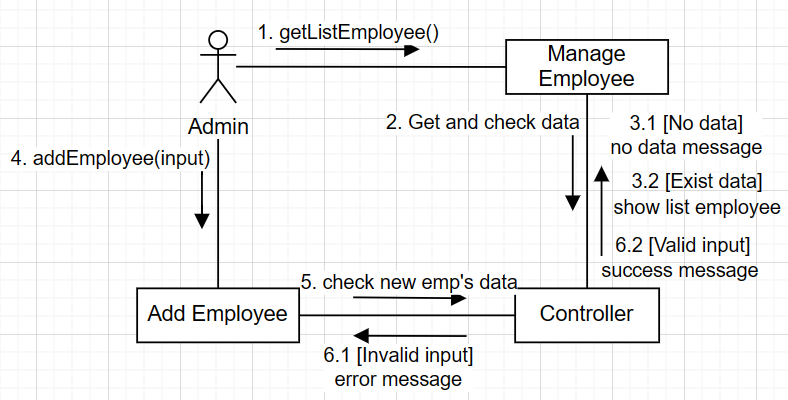 1. getListEmployee()
Manage
Employee
Admin
2. Get and check data
3.1 [No data]
no data message
4. addEmployee(input)
3.2 [Exist data]
show list employee
6.2 [Valid input]
success message
5. check new emp's data
Add Employee
Controller
6.1 [Invalid input]
error message